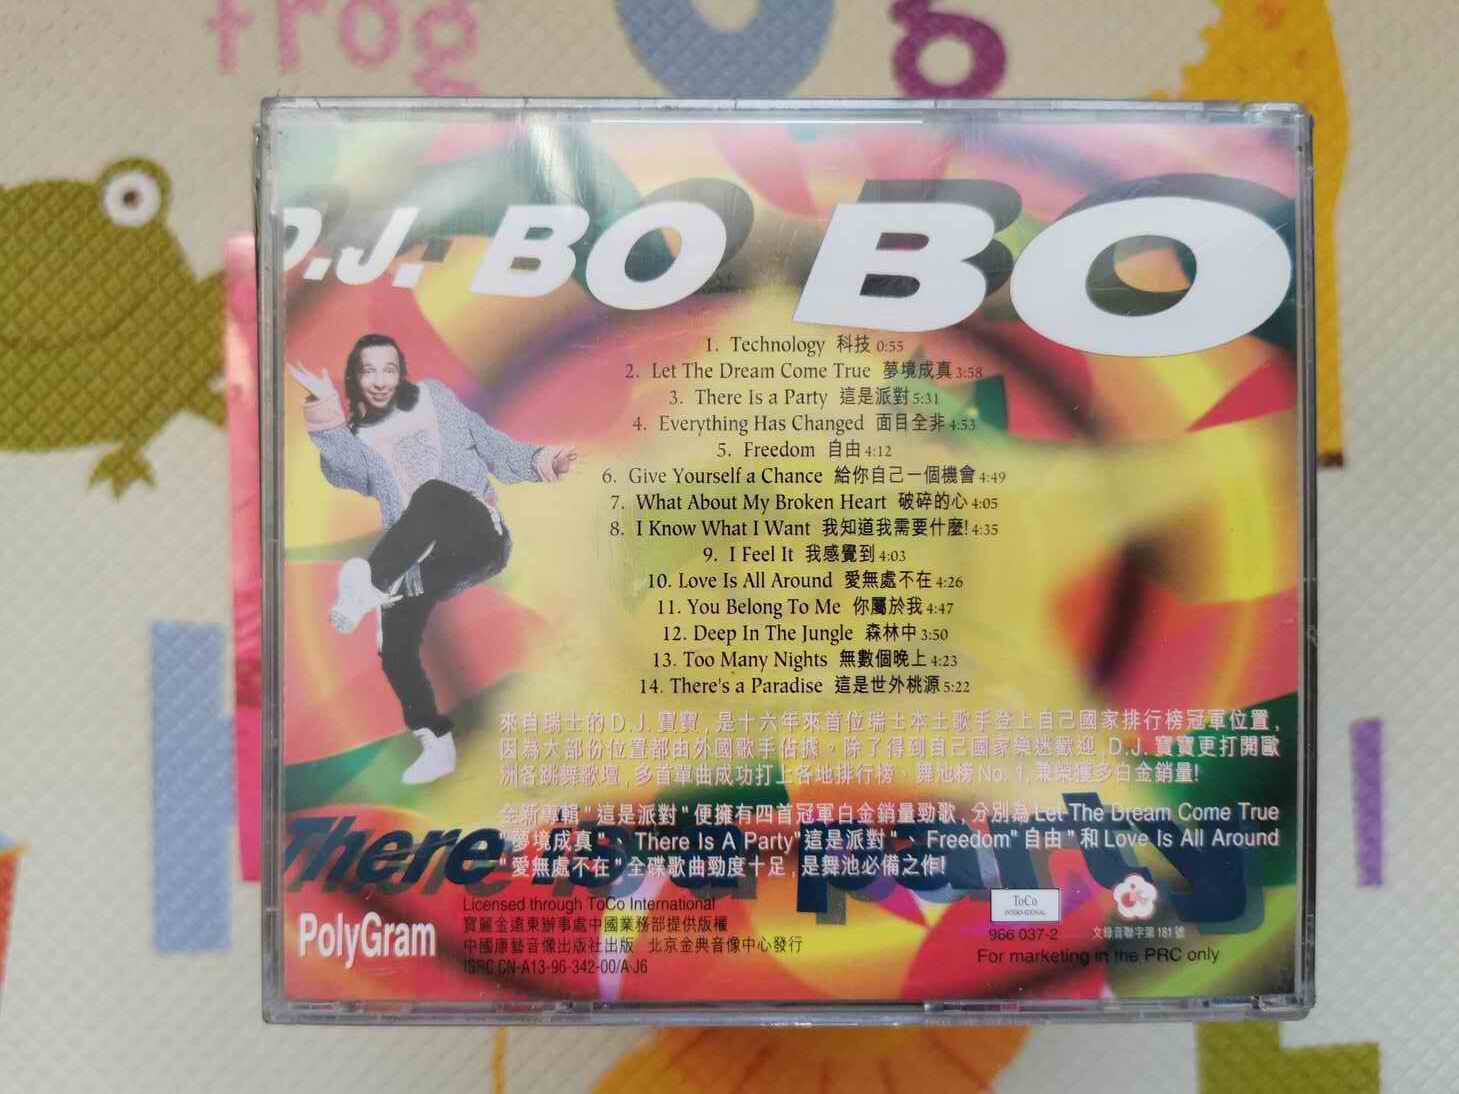 frog
D.J. BO BO
1. Technology 科技 0:55
2. Let The Dream Come True 夢境成真 3:58
3. There Is a Party 這是派對 5:31
4. Everything Has Changed 面目全非 4:53
5. Freedom 自由 4:12
6. Give Yourself a Chance 給你自己一個機會 4:49
7. What About My Broken Heart 破碎的心 4:05
8. I Know What I Want 我知道我需要什麼! 4:35
9. I Feel It 我感覺到 4:03
10. Love Is All Around 愛無處不在 4:26
11. You Belong To Me 你屬於我 4:47
12. Deep In The Jungle 森林中 3:50
13. Too Many Nights 無數個晚上 4:23
14. There's a Paradise 這是世外桃源 5:22
來自瑞士的 D.J. 寶寶, 是十六年來首位瑞士本土歌手登上自己國家排行榜冠軍位置,
因為大部份位置都由外國歌手佔據。除了得到自己國家樂迷歡迎, D.J. 寶寶更打開歐
洲各跳舞歌壇, 多首單曲成功打上各地排行榜、舞池榜 No. 1, 兼榮獲多白金銷量!
全新專輯 " 這是派對 " 便擁有四首冠軍白金銷量勁歌, 分別為 Let The Dream Come True
" 夢境成真 " 、 There Is A Party" 這是派對 " 、 Freedom" 自由 " 和 Love Is All Around
" 愛無處不在 " 全碟歌曲勁度十足, 是舞池必備之作!
There is a party
PolyGram
Licensed through ToCo International
寶麗金遠東辦事處中國業務部提供版權
中國康藝音像出版社出版 北京金典音像中心發行
ISRC CN-A13-96-342-00/A·J6
ToCo
INTERNATIONAL
966 037-2
文錄音聯字第 181 號
For marketing in the PRC only